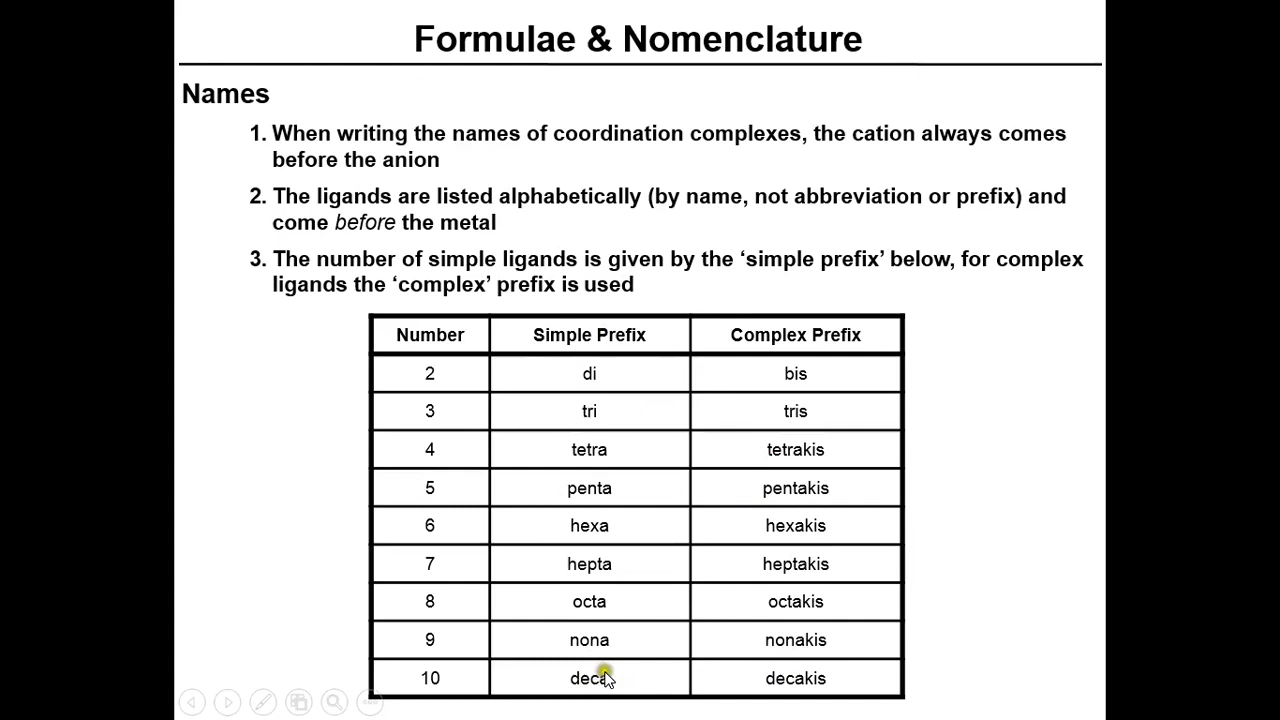 Formulae & Nomenclature
Names
1. When writing the names of coordination complexes, the cation always comes
before the anion
2. The ligands are listed alphabetically (by name, not abbreviation or prefix) and
come before the metal
3. The number of simple ligands is given by the ‘simple prefix’ below, for complex
ligands the ‘complex’ prefix is used
Number Simple Prefix Complex Prefix
2 di bis
3 tri tris
4 tetra tetrakis
5 penta pentakis
6 hexa hexakis
7 hepta heptakis
8 octa octakis
9 nona nonakis
10 deca decakis